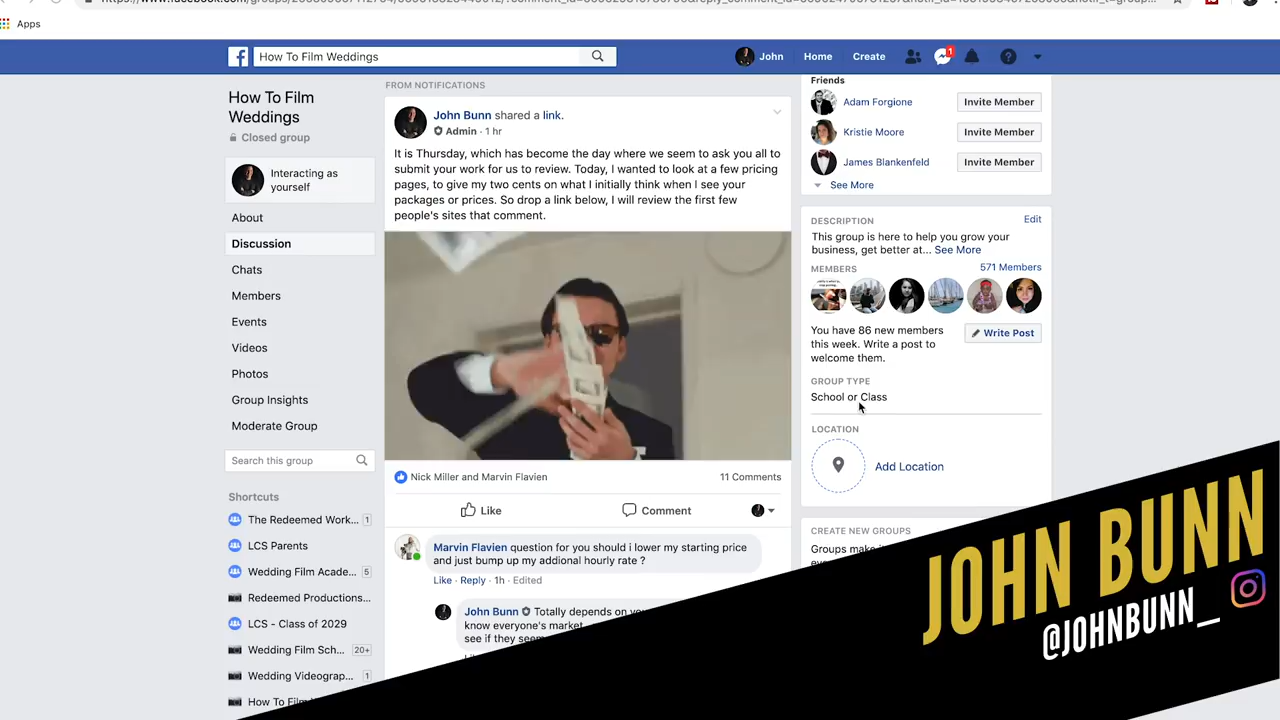 Apps
How To Film Weddings
John
Home
Create
1
How To Film
Weddings
Closed group
Interacting as
yourself
About
Discussion
Chats
Members
Events
Videos
Photos
Group Insights
Moderate Group
Search this group
Shortcuts
The Redeemed Work... 1
LCS Parents
Wedding Film Acade... 5
Redeemed Productions...
LCS - Class of 2029
Wedding Film Sch... 20+
Wedding Videograp... 1
How To Film
FROM NOTIFICATIONS
John Bunn shared a link.
Admin · 1 hr
It is Thursday, which has become the day where we seem to ask you all to
submit your work for us to review. Today, I wanted to look at a few pricing
pages, to give my two cents on what I initially think when I see your
packages or prices. So drop a link below, I will review the first few
people's sites that comment.
Nick Miller and Marvin Flavien
11 Comments
Like
Comment
Marvin Flavien question for you should i lower my starting price
and just bump up my addional hourly rate ?
Like · Reply · 1h · Edited
John Bunn Totally depends on
know everyone's market
see if they
Friends
Adam Forgione
Invite Member
Kristie Moore
Invite Member
James Blankenfeld
Invite Member
See More
DESCRIPTION
Edit
This group is here to help you grow your
business, get better at... See More
MEMBERS
571 Members
You have 86 new members
this week. Write a post to
welcome them.
Write Post
GROUP TYPE
School or Class
LOCATION
Add Location
CREATE NEW GROUPS
Groups make
JOHN BUNN
@JOHNBUNN_